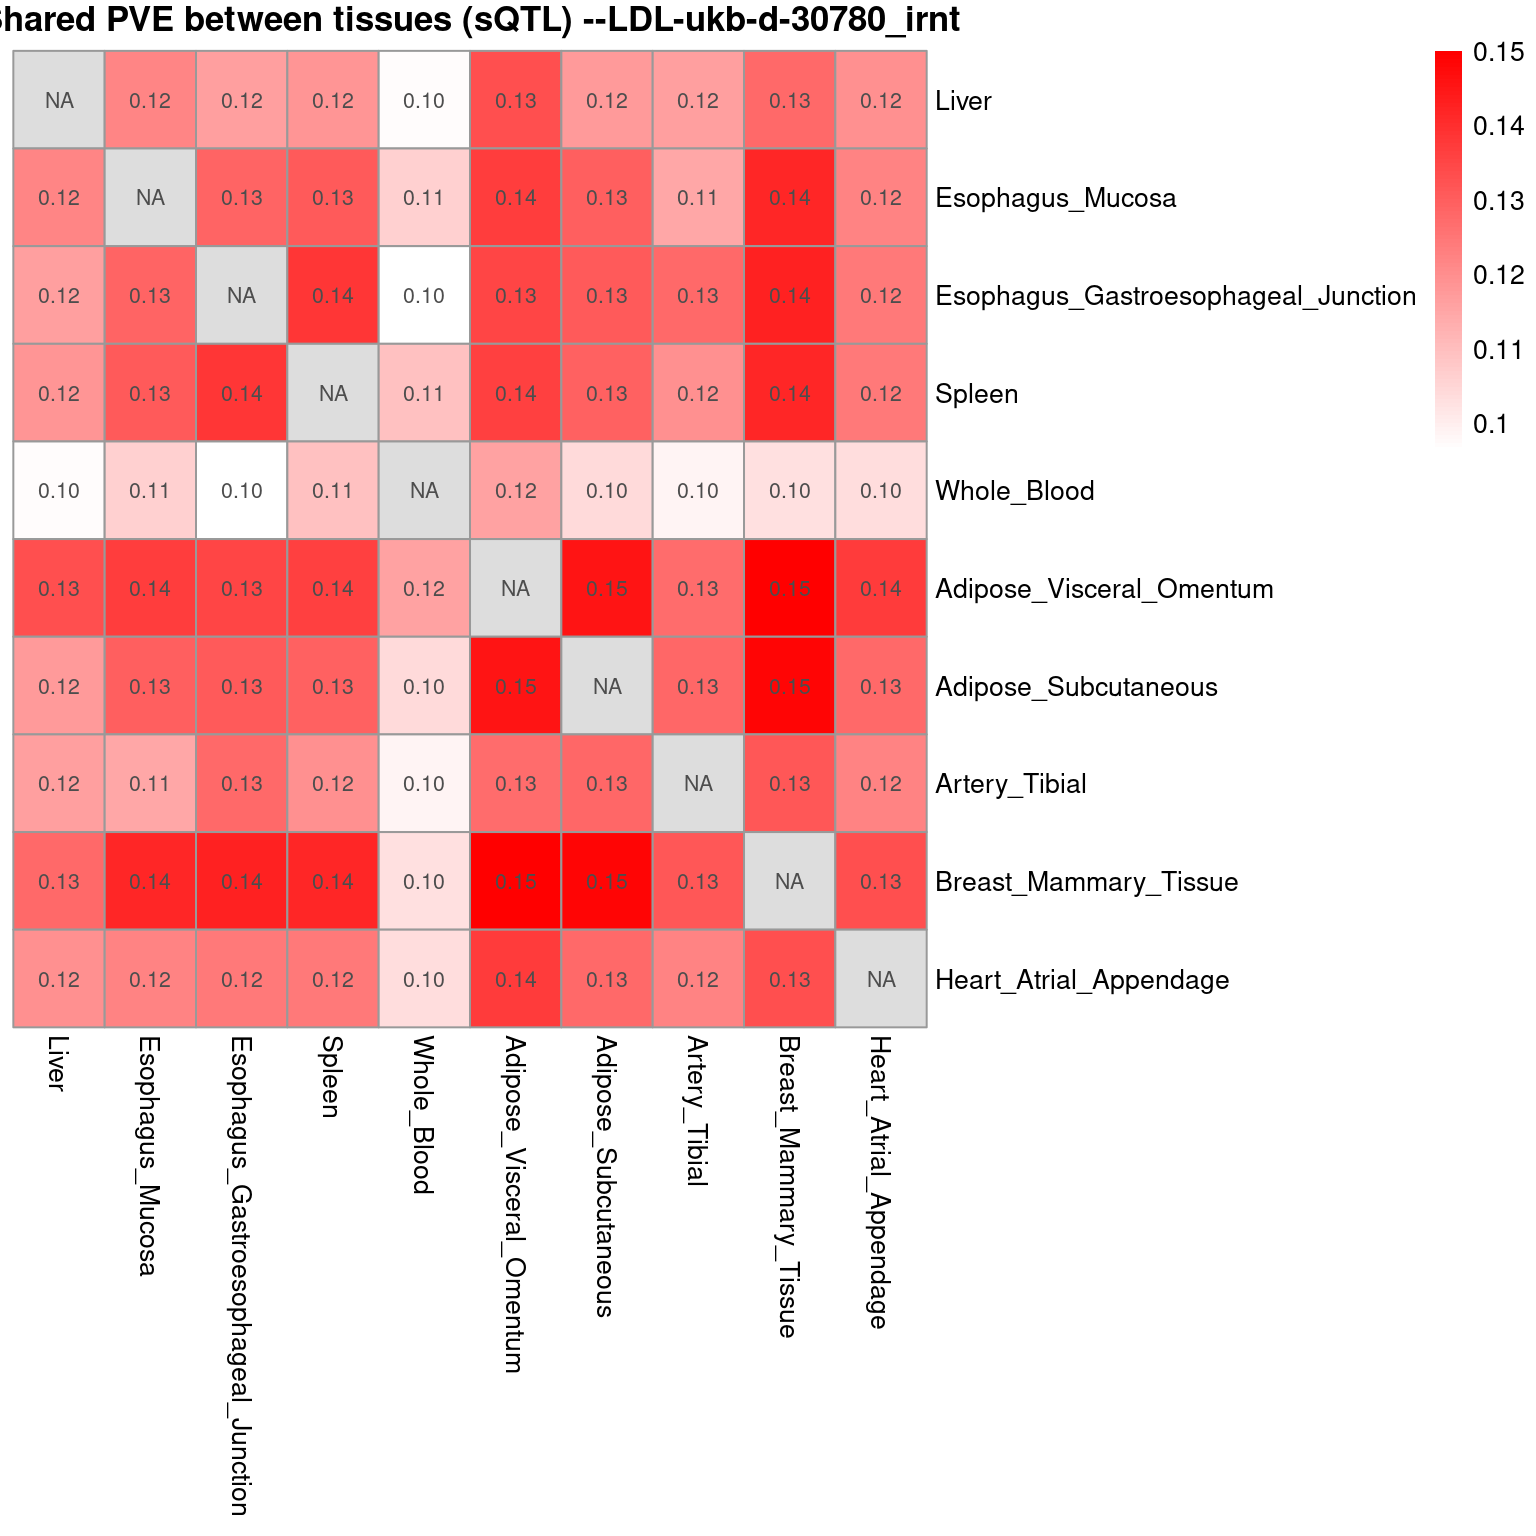 Shared PVE between tissues (sQTL) --LDL-ukb-d-30780_irnt
NA 0.12 0.12 0.12 0.10 0.13 0.12 0.12 0.13 0.12 Liver
0.12 NA 0.13 0.13 0.11 0.14 0.13 0.11 0.14 0.12 Esophagus_Mucosa
0.12 0.13 NA 0.14 0.10 0.13 0.13 0.13 0.14 0.12 Esophagus_Gastroesophageal_Junction
0.12 0.13 0.14 NA 0.11 0.14 0.13 0.12 0.14 0.12 Spleen
0.10 0.11 0.10 0.11 NA 0.12 0.10 0.10 0.10 0.10 Whole_Blood
0.13 0.14 0.13 0.14 0.12 NA 0.15 0.13 0.15 0.14 Adipose_Visceral_Omentum
0.12 0.13 0.13 0.13 0.10 0.15 NA 0.13 0.15 0.13 Adipose_Subcutaneous
0.12 0.11 0.13 0.12 0.10 0.13 0.13 NA 0.13 0.12 Artery_Tibial
0.13 0.14 0.14 0.14 0.10 0.15 0.15 0.13 NA 0.13 Breast_Mammary_Tissue
0.12 0.12 0.12 0.12 0.10 0.14 0.13 0.12 0.13 NA Heart_Atrial_Appendage
Liver
Esophagus_Mucosa
Esophagus_Gastroesophageal_Junction
Spleen
Whole_Blood
Adipose_Visceral_Omentum
Adipose_Subcutaneous
Artery_Tibial
Breast_Mammary_Tissue
Heart_Atrial_Appendage
0.15
0.14
0.13
0.12
0.11
0.1